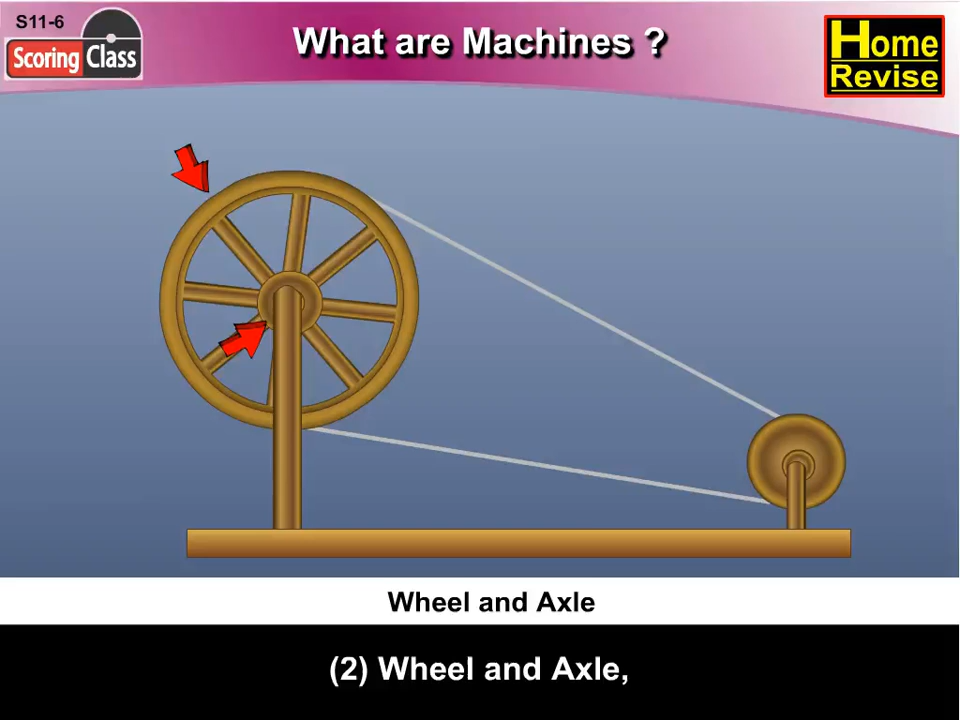 S11-6
Scoring Class
What are Machines ?
Home
Revise
Wheel and Axle
(2) Wheel and Axle,